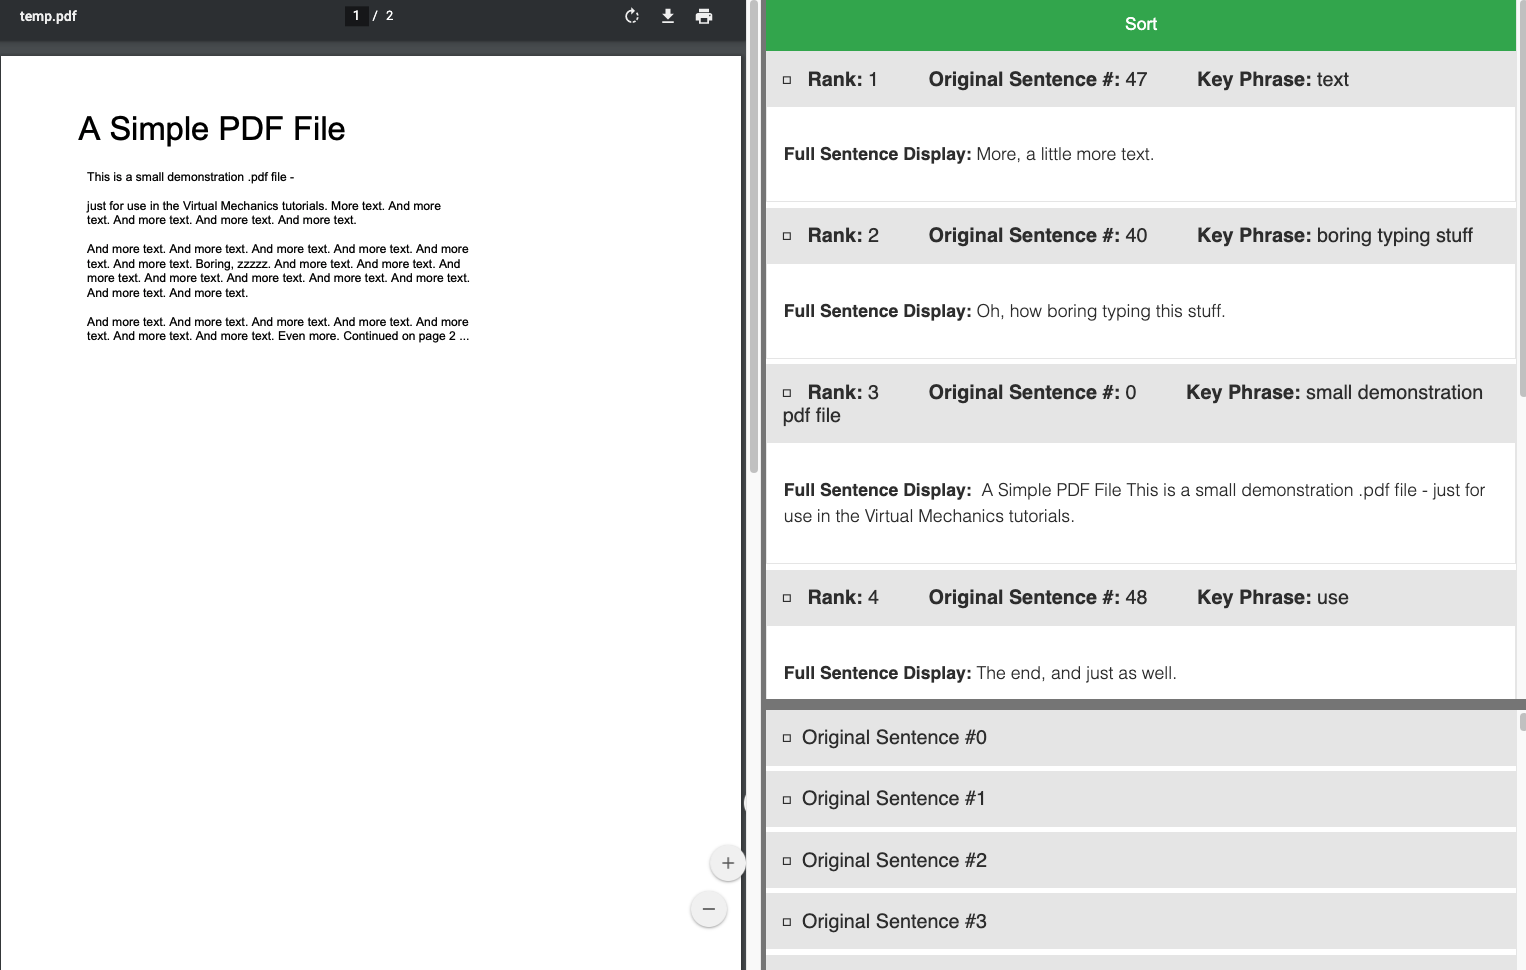 temp.pdf
1 / 2
A Simple PDF File
This is a small demonstration .pdf file -
just for use in the Virtual Mechanics tutorials. More text. And more
text. And more text. And more text. And more text.
And more text. And more text. And more text. And more text. And more
text. And more text. Boring, zzzzz. And more text. And more text. And
more text. And more text. And more text. And more text. And more text.
And more text. And more text.
And more text. And more text. And more text. And more text. And more
text. And more text. And more text. Even more. Continued on page 2 ...
Sort
Rank: 1 Original Sentence #: 47 Key Phrase: text
Full Sentence Display: More, a little more text.
Rank: 2 Original Sentence #: 40 Key Phrase: boring typing stuff
Full Sentence Display: Oh, how boring typing this stuff.
Rank: 3 Original Sentence #: 0 Key Phrase: small demonstration
pdf file
Full Sentence Display: A Simple PDF File This is a small demonstration .pdf file - just for
use in the Virtual Mechanics tutorials.
Rank: 4 Original Sentence #: 48 Key Phrase: use
Full Sentence Display: The end, and just as well.
Original Sentence #0
Original Sentence #1
Original Sentence #2
Original Sentence #3